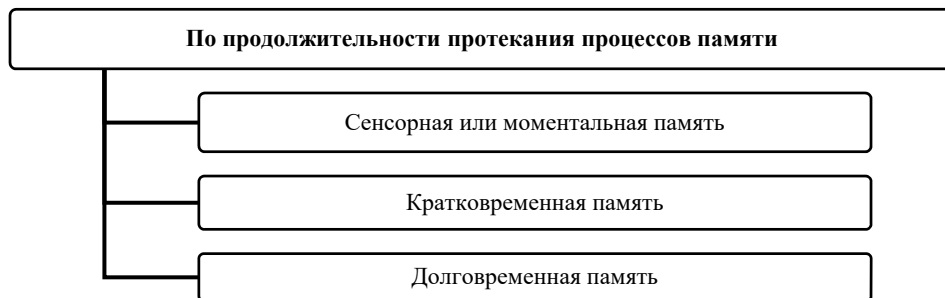 По продолжительности протекания процессов памяти
Сенсорная или моментальная память
Кратковременная память
Долговременная память